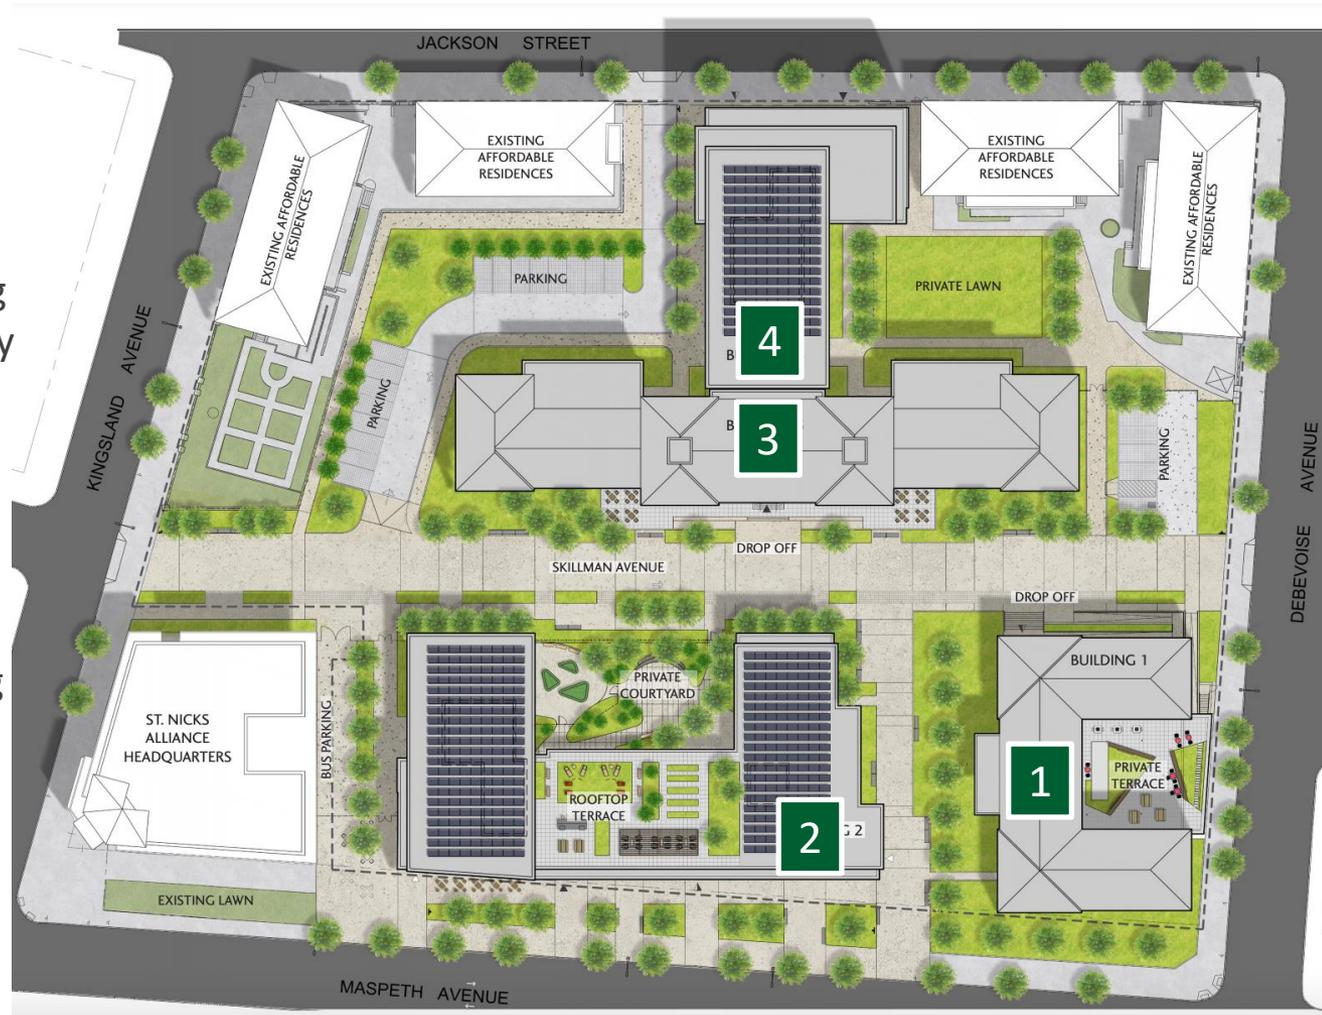 JACKSON STREET
EXISTING
AFFORDABLE
RESIDENCES
EXISTING
AFFORDABLE
RESIDENCES
EXISTING AFFORDABLE
RESIDENCES
EXISTING AFFORDABLE
RESIDENCES
PARKING
PRIVATE LAWN
g
y
4
B
KINGSLAND AVENUE
PARKING
3
B
PARKING
DEBEVOISE AVENUE
DROP OFF
SKILLMAN AVENUE
DROP OFF
g
ST. NICKS
ALLIANCE
HEADQUARTERS
BUS PARKING
PRIVATE
COURTYARD
BUILDING 1
ROOFTOP
TERRACE
1
PRIVATE
TERRACE
2
G 2
EXISTING LAWN
MASPETH AVENUE